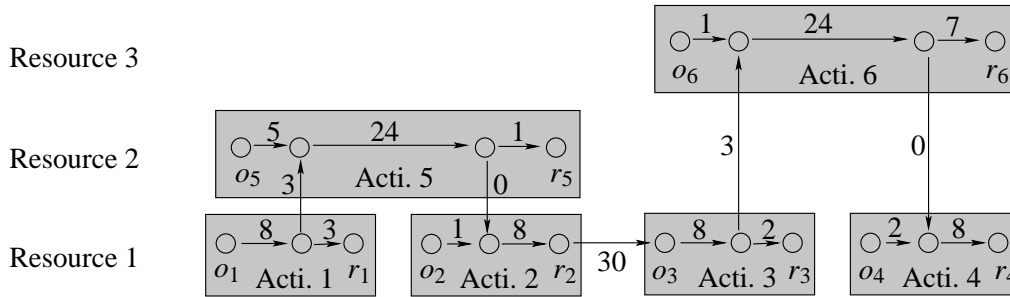 1 24 7
Resource 3
o6 Acti. 6 r6
5 24 1
Resource 2
3 0
o5 Acti. 5 r5
3 0
8 3 1 8 8 2 2 8
Resource 1
o1 Acti. 1 r1 o2 Acti. 2 r2 30 o3 Acti. 3 r3 o4 Acti. 4 r4